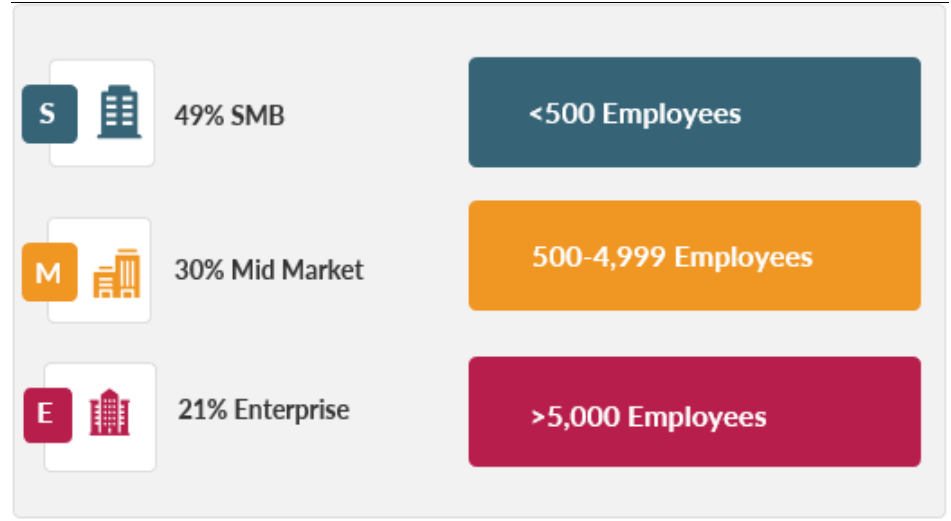 S
49% SMB
<500 Employees
M
30% Mid Market
500-4,999 Employees
E
21% Enterprise
>5,000 Employees